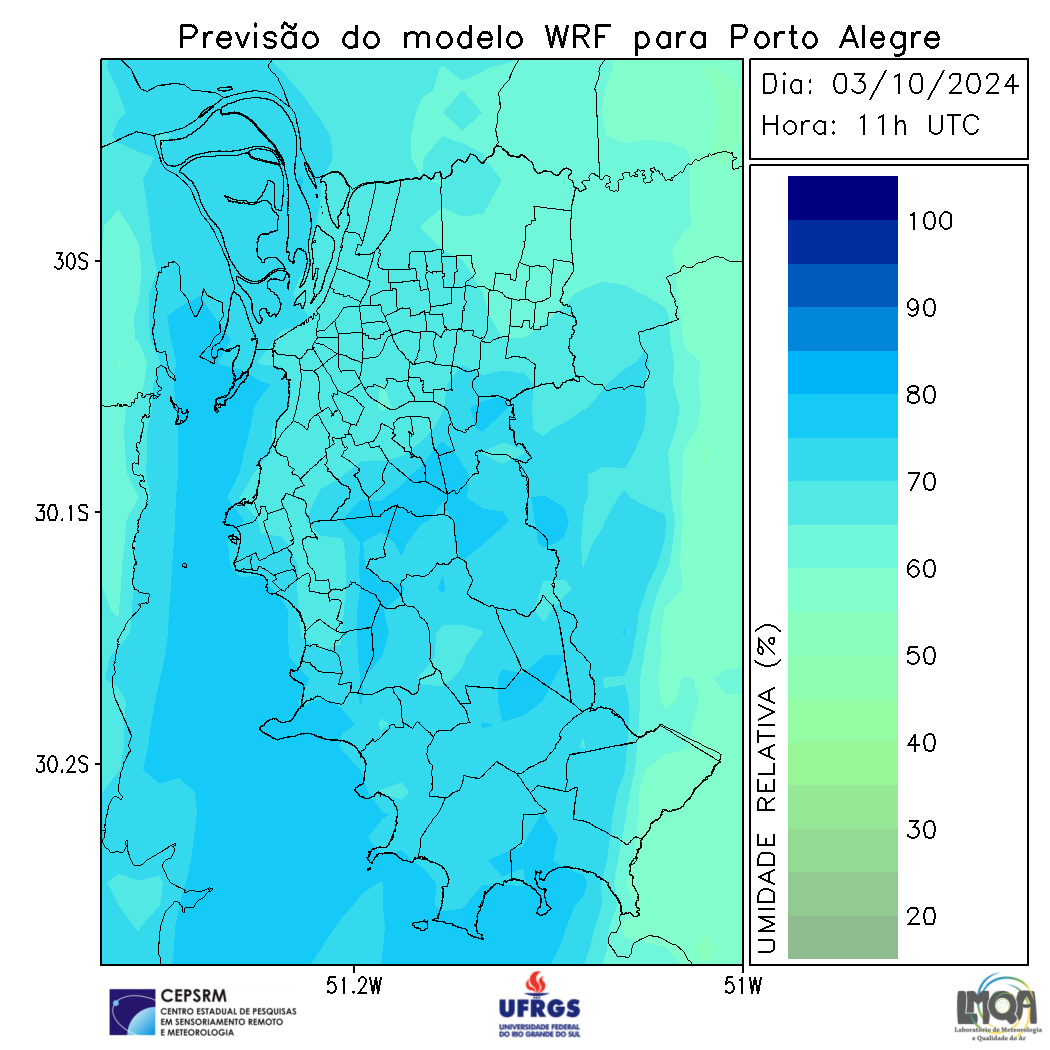 Previsão do modelo WRF para Porto Alegre
Dia: 03/10/2024
Hora: 11h UTC
30S
30.1S
30.2S
51.2W
51W
UMIDADE RELATIVA (%)
100
90
80
70
60
50
40
30
20
CEPSRM
CENTRO ESTADUAL DE PESQUISAS
EM SENSORIAMENTO REMOTO
E METEOROLOGIA
UFRGS
UNIVERSIDADE FEDERAL
DO RIO GRANDE DO SUL
LMQA
Laboratório de Meteorologia
e Qualidade do Ar